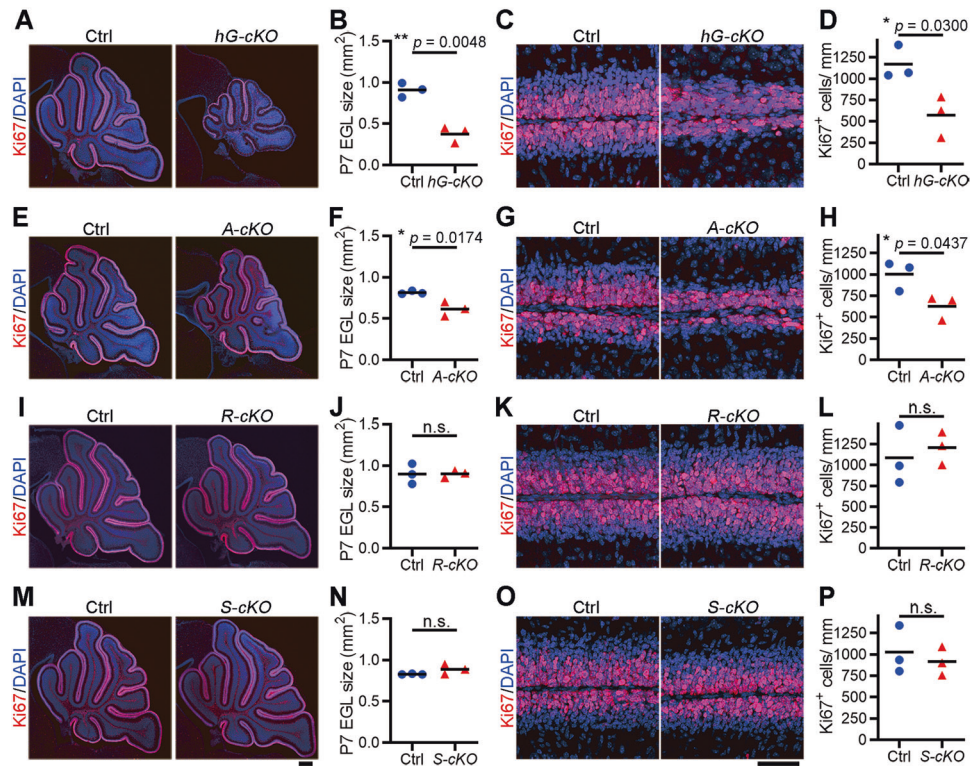 A
Ctrl
hG-cKO
Ki67/DAPI
B
** p = 0.0048
P7 EGL size (mm²)
1.5
1.0
0.5
0.0
Ctrl hG-cKO
C
Ctrl
hG-cKO
Ki67/DAPI
D
* p = 0.0300
Ki67⁺ cells/ mm
1250
1000
750
500
250
0
Ctrl hG-cKO
E
Ctrl
A-cKO
Ki67/DAPI
F
* p = 0.0174
P7 EGL size (mm²)
1.5
1.0
0.5
0.0
Ctrl A-cKO
G
Ctrl
A-cKO
Ki67/DAPI
H
* p = 0.0437
Ki67⁺ cells/ mm
1250
1000
750
500
250
0
Ctrl A-cKO
I
Ctrl
R-cKO
Ki67/DAPI
J
n.s.
P7 EGL size (mm²)
1.5
1.0
0.5
0.0
Ctrl R-cKO
K
Ctrl
R-cKO
Ki67/DAPI
L
n.s.
Ki67⁺ cells/ mm
1250
1000
750
500
250
0
Ctrl R-cKO
M
Ctrl
S-cKO
Ki67/DAPI
N
n.s.
P7 EGL size (mm²)
1.5
1.0
0.5
0.0
Ctrl S-cKO
O
Ctrl
S-cKO
Ki67/DAPI
P
n.s.
Ki67⁺ cells/ mm
1250
1000
750
500
250
0
Ctrl S-cKO